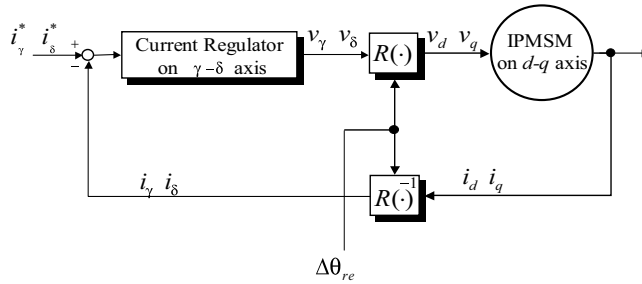 i*γ i*δ
+
−
Current Regulator
on γ−δ axis
vγ vδ
R(·)
vd vq
IPMSM
on d-q axis
iγ iδ
R(·)−1
id iq
Δθre